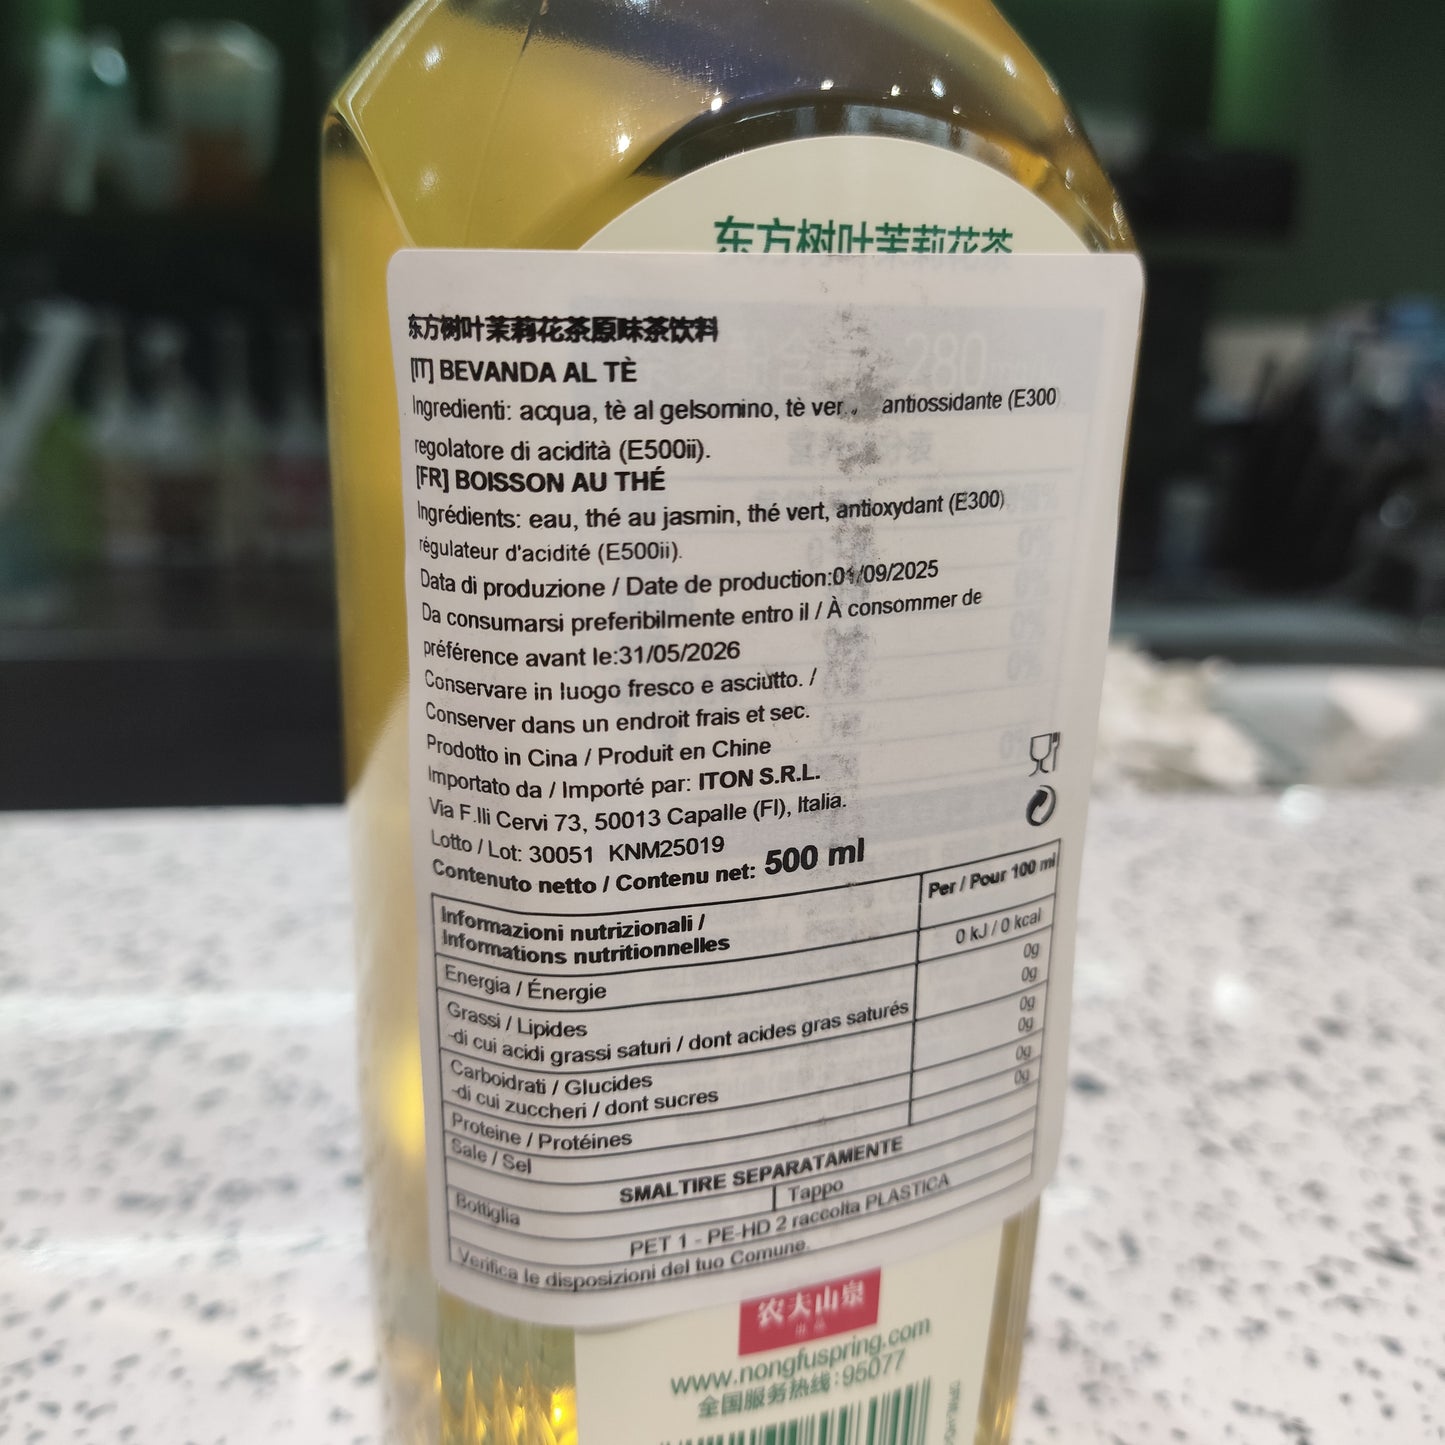 东方树叶茉莉花茶
东方树叶茉莉花茶原味茶饮料
[IT] BEVANDA AL TÈ
Ingredienti: acqua, tè al gelsomino, tè antiossidante (E300)
regolatore di acidità (E500ii).
[FR] BOISSON AU THÉ
Ingrédients: eau, thé au jasmin, thé vert, antioxydant (E300)
régulateur d'acidité (E500ii).
Data di produzione / Date de production:01/09/2025
Da consumarsi preferibilmente entro il / À consommer de
préférence avant le:31/05/2026
Conservare in luogo fresco e asciutto. /
Conserver dans un endroit frais et sec.
Prodotto in Cina / Produit en Chine
Importato da / Importé par: ITON S.R.L.
Via F.lli Cervi 73, 50013 Capalle (FI), Italia.
Lotto / Lot: 30051 KNM25019
Contenuto netto / Contenu net: 500 ml
Informazioni nutrizionali /
Informations nutritionnelles
Per / Pour 100 ml
Energia / Énergie 0 kJ / 0 kcal
Grassi / Lipides 0g
-di cui acidi grassi saturi / dont acides gras saturés 0g
Carboidrati / Glucides 0g
-di cui zuccheri / dont sucres 0g
Proteine / Protéines 0g
Sale / Sel 0g
SMALTIRE SEPARATAMENTE
Bottiglia Tappo
PET 1 - PE-HD 2 raccolta PLASTICA
Verifica le disposizioni del tuo Comune.
农夫山泉
www.nongfuspring.com
全国服务热线:95077